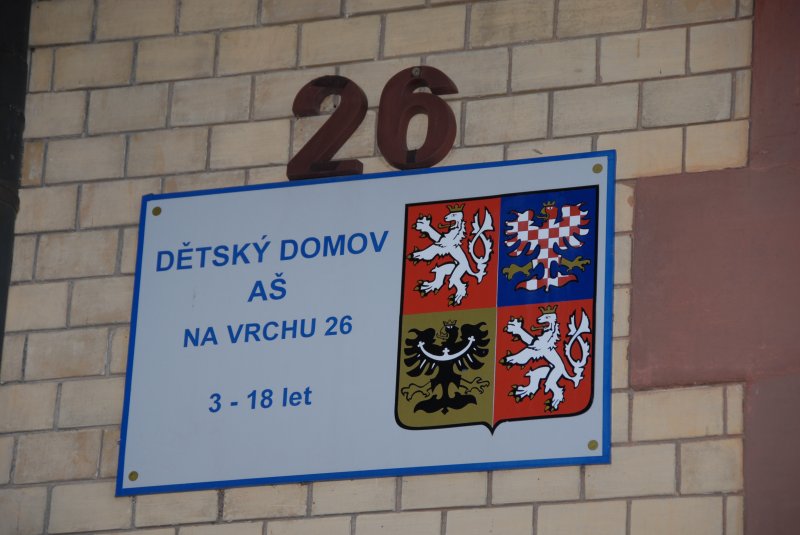 26
DĚTSKÝ DOMOV
AŠ
NA VRCHU 26
3 - 18 let